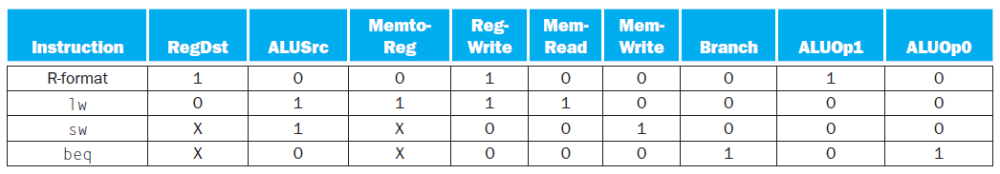 Instruction RegDst ALUSrc Memto-Reg Reg-Write Mem-Read Mem-Write Branch ALUOp1 ALUOp0
R-format 1 0 0 1 0 0 0 1 0
lw 0 1 1 1 1 0 0 0 0
sw X 1 X 0 0 1 0 0 0
beq X 0 X 0 0 0 1 0 1